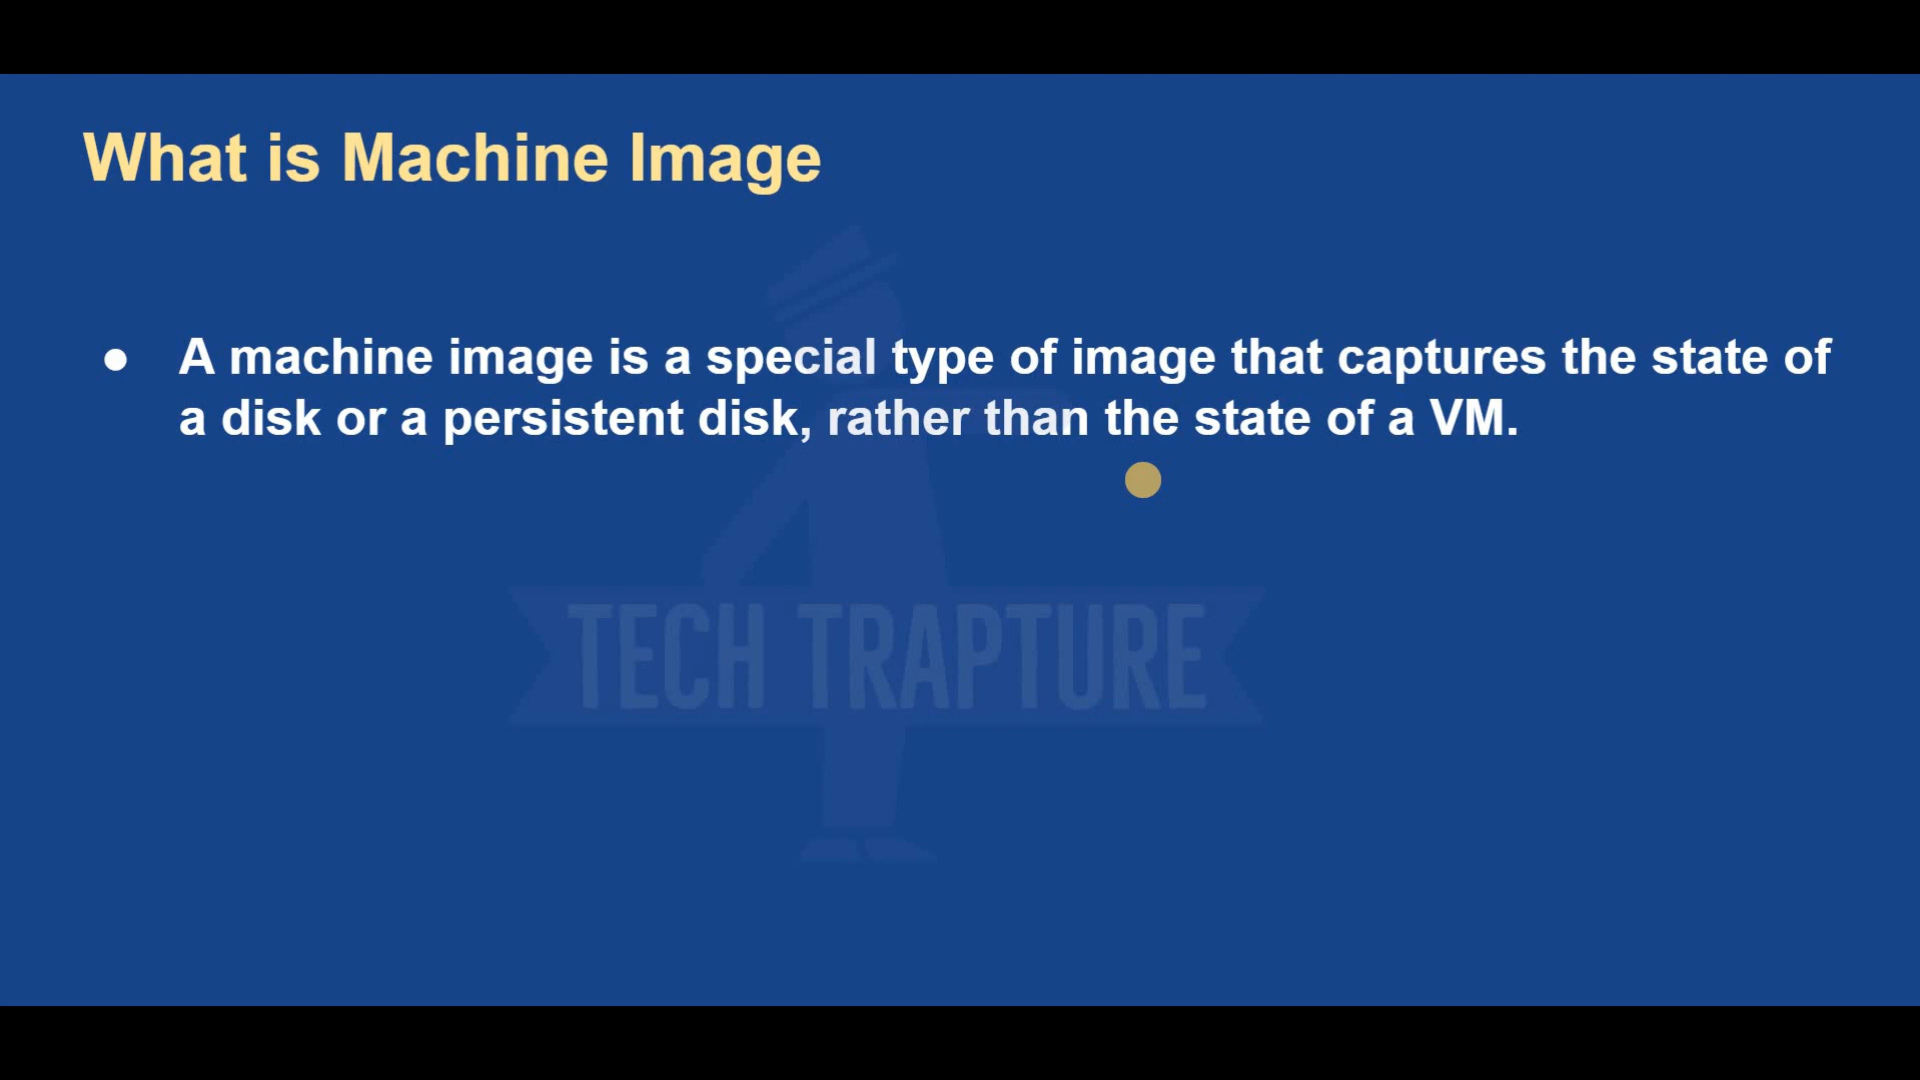 What is Machine Image
● A machine image is a special type of image that captures the state of
a disk or a persistent disk, rather than the state of a VM.
TECH TRAPTURE